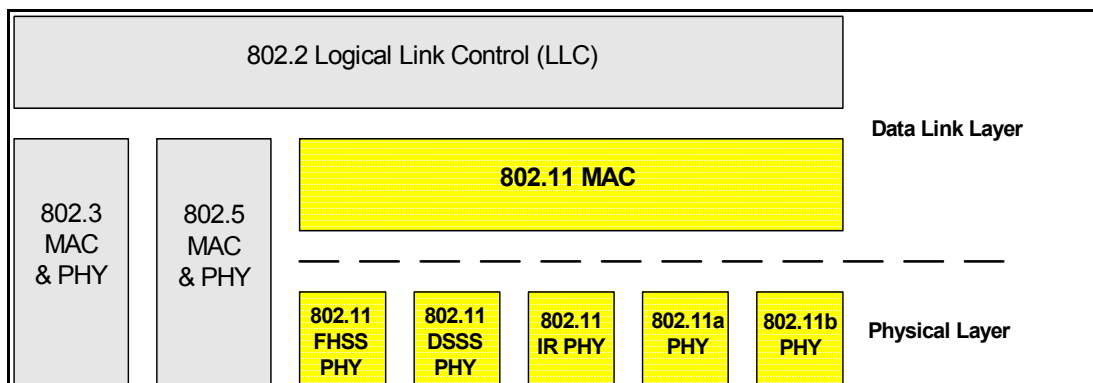 802.2 Logical Link Control (LLC)
Data Link Layer
802.11 MAC
802.3
MAC
& PHY
802.5
MAC
& PHY
802.11
FHSS
PHY
802.11
DSSS
PHY
802.11
IR PHY
802.11a
PHY
802.11b
PHY
Physical Layer